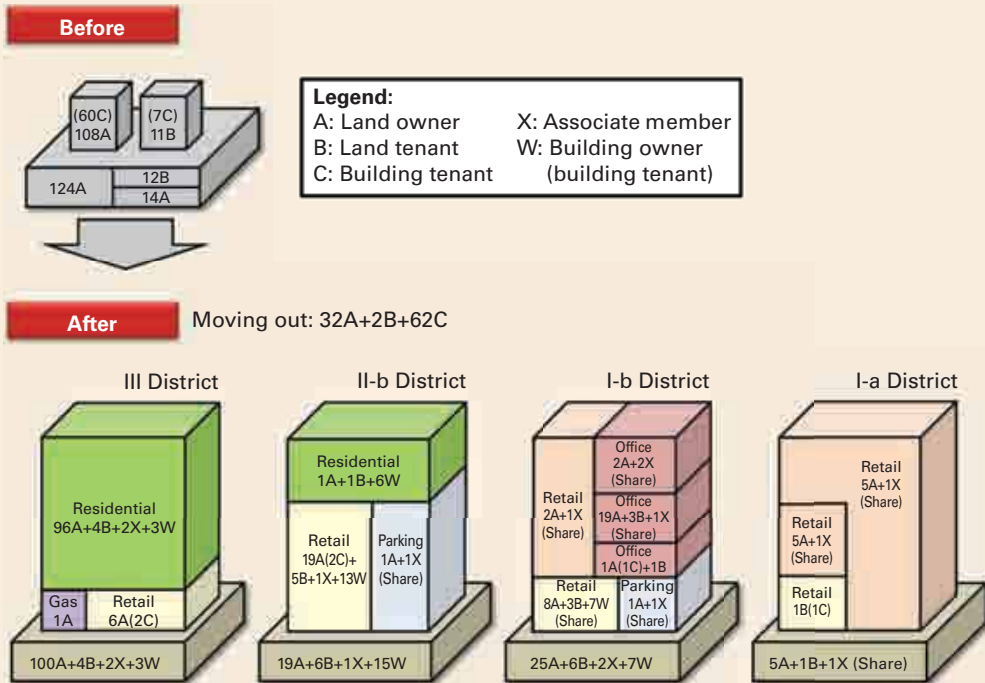 Before
(60C)
108A
(7C)
11B
124A
12B
14A
Legend:
A: Land owner
B: Land tenant
C: Building tenant
X: Associate member
W: Building owner
(building tenant)
After
Moving out: 32A+2B+62C
III District
Residential
96A+4B+2X+3W
Gas
1A
Retail
6A(2C)
100A+4B+2X+3W
II-b District
Residential
1A+1B+6W
Retail
19A(2C)+
5B+1X+13W
Parking
1A+1X
(Share)
19A+6B+1X+15W
I-b District
Retail
2A+1X
(Share)
Office
2A+2X
(Share)
Office
19A+3B+1X
(Share)
Office
1A(1C)+1B
Retail
8A+3B+7W
(Share)
Parking
1A+1X
(Share)
25A+6B+2X+7W
I-a District
Retail
5A+1X
(Share)
Retail
5A+1X
(Share)
Retail
1B(1C)
5A+1B+1X (Share)